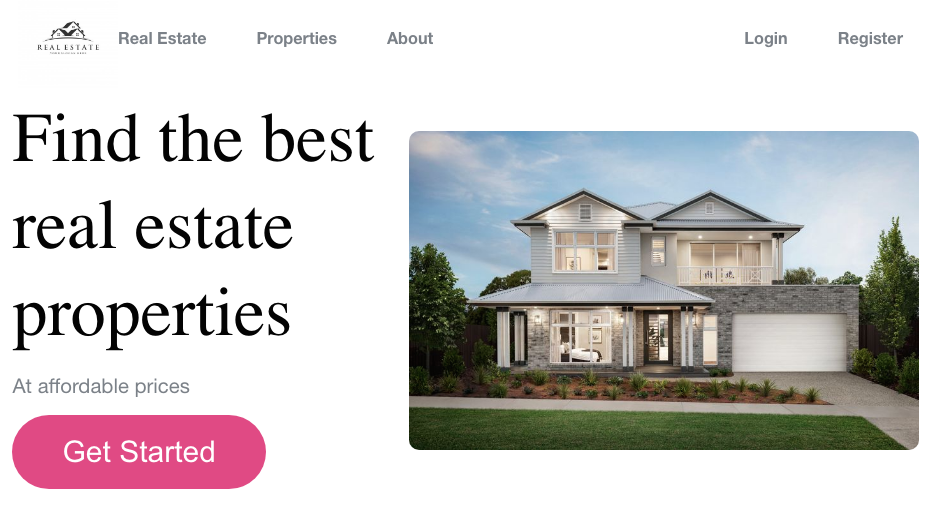 REAL ESTATE
Real Estate
Properties
About
Login
Register
Find the best
real estate
properties
At affordable prices
Get Started